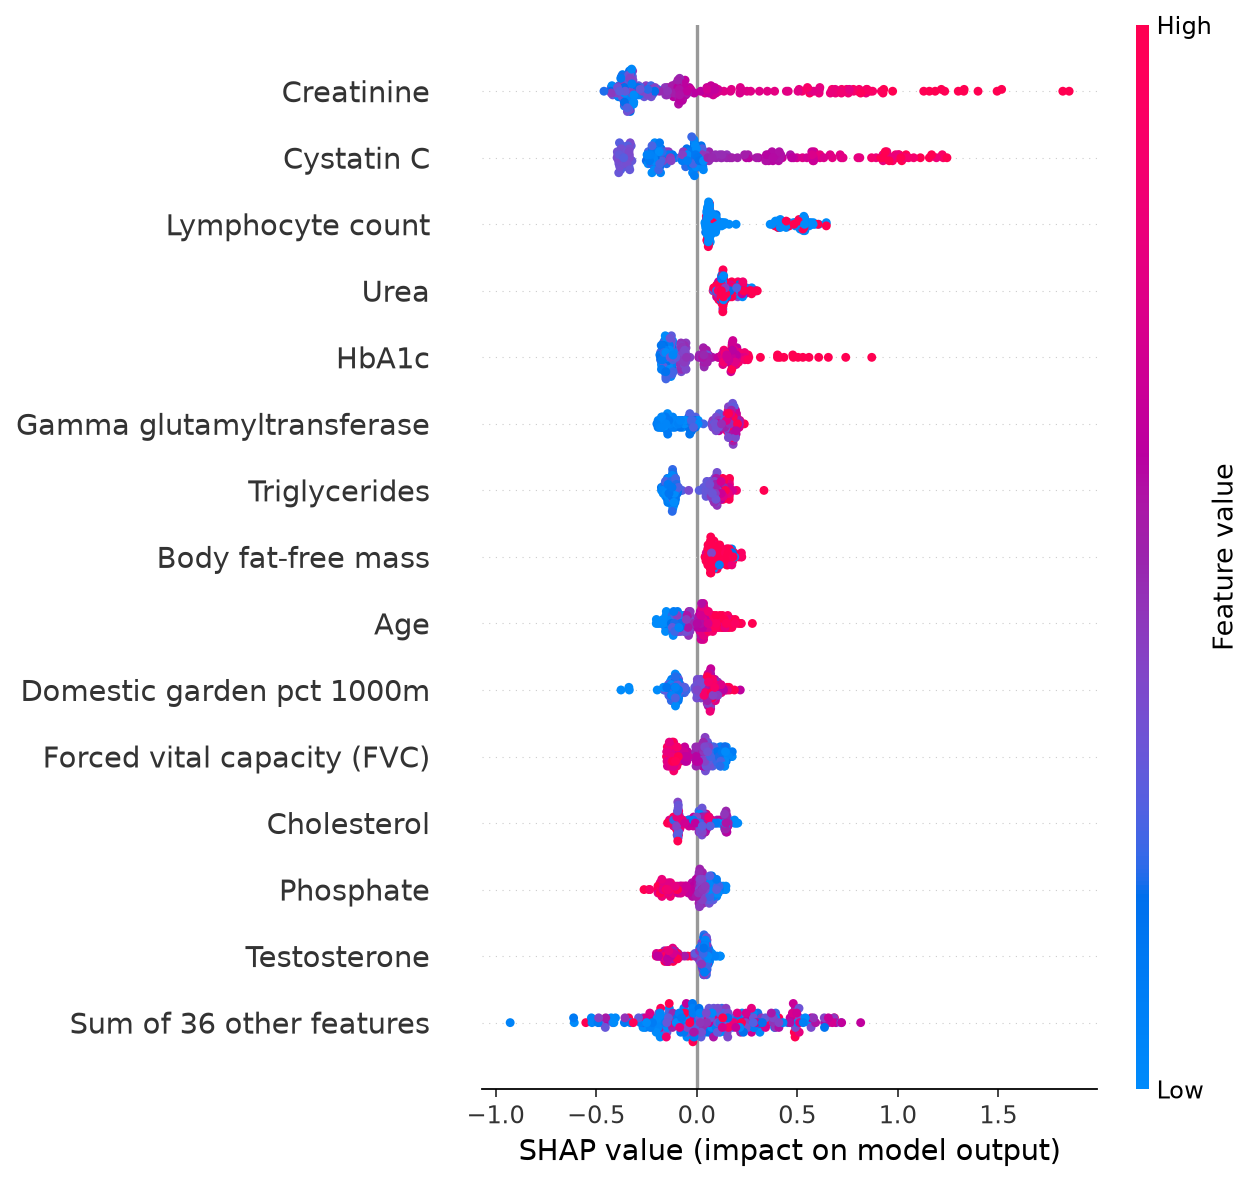 High
Creatinine
Cystatin C
Lymphocyte count
Urea
HbA1c
Gamma glutamyltransferase
Triglycerides
Body fat-free mass
Age
Domestic garden pct 1000m
Forced vital capacity (FVC)
Cholesterol
Phosphate
Testosterone
Sum of 36 other features
Feature value
Low
−1.0 −0.5 0.0 0.5 1.0 1.5
SHAP value (impact on model output)